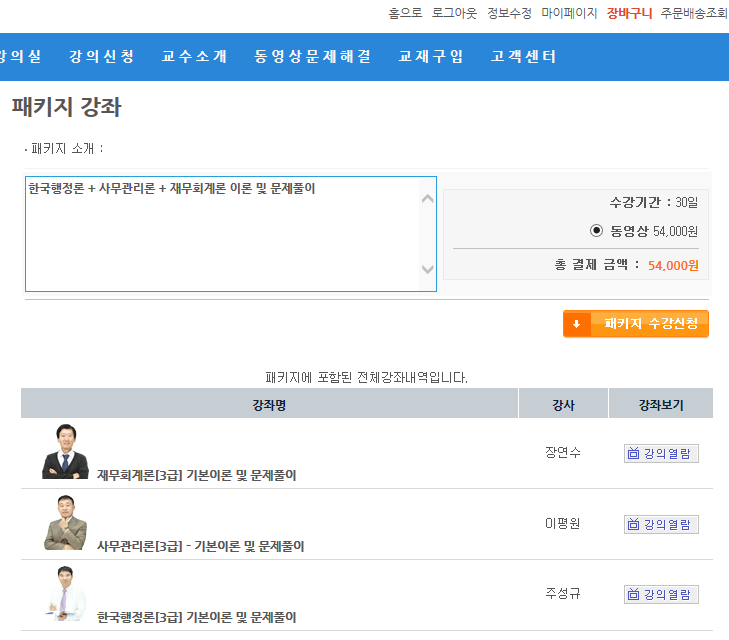 홈으로 로그아웃 정보수정 마이페이지 장바구니 주문배송조회
강의실 강의신청 교수소개 동영상문제해결 교재구입 고객센터
패키지 강좌
· 패키지 소개 :
한국행정론 + 사무관리론 + 재무회계론 이론 및 문제풀이
수강기간 : 30일
동영상 54,000원
총 결제 금액 : 54,000원
패키지 수강신청
패키지에 포함된 전체강좌내역입니다.
강좌명 강사 강좌보기
재무회계론[3급] 기본이론 및 문제풀이 장연수 강의열람
사무관리론[3급] - 기본이론 및 문제풀이 이평원 강의열람
한국행정론[3급] 기본이론 및 문제풀이 주성규 강의열람